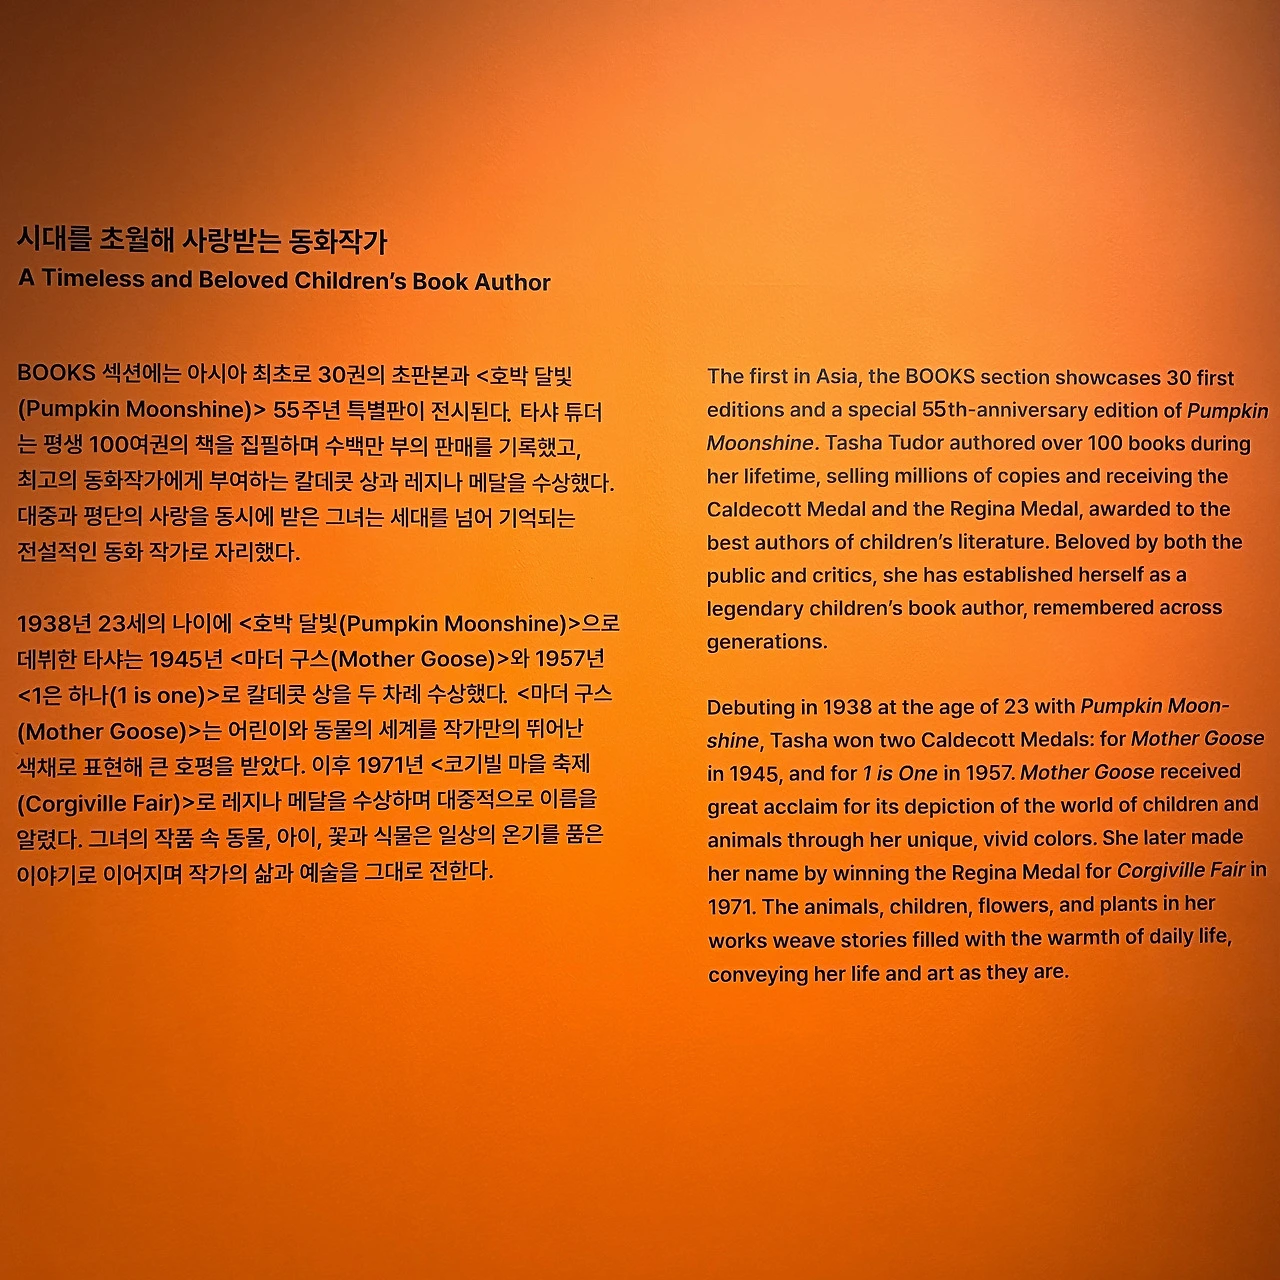 시대를 초월해 사랑받는 동화작가
A Timeless and Beloved Children’s Book Author
BOOKS 섹션에는 아시아 최초로 30권의 초판본과 <호박 달빛
(Pumpkin Moonshine)> 55주년 특별판이 전시된다. 타샤 튜더
는 평생 100여권의 책을 집필하며 수백만 부의 판매를 기록했고,
최고의 동화작가에게 부여하는 칼데콧 상과 레지나 메달을 수상했다.
대중과 평단의 사랑을 동시에 받은 그녀는 세대를 넘어 기억되는
전설적인 동화 작가로 자리했다.
1938년 23세의 나이에 <호박 달빛(Pumpkin Moonshine)>으로
데뷔한 타샤는 1945년 <마더 구스(Mother Goose)>와 1957년
<1은 하나(1 is one)>로 칼데콧 상을 두 차례 수상했다. <마더 구스
(Mother Goose)>는 어린이와 동물의 세계를 작가만의 뛰어난
색채로 표현해 큰 호평을 받았다. 이후 1971년 <코기빌 마을 축제
(Corgiville Fair)>로 레지나 메달을 수상하며 대중적으로 이름을
알렸다. 그녀의 작품 속 동물, 아이, 꽃과 식물은 일상의 온기를 품은
이야기로 이어지며 작가의 삶과 예술을 그대로 전한다.
The first in Asia, the BOOKS section showcases 30 first
editions and a special 55th-anniversary edition of Pumpkin
Moonshine. Tasha Tudor authored over 100 books during
her lifetime, selling millions of copies and receiving the
Caldecott Medal and the Regina Medal, awarded to the
best authors of children’s literature. Beloved by both the
public and critics, she has established herself as a
legendary children’s book author, remembered across
generations.
Debuting in 1938 at the age of 23 with Pumpkin Moon-
shine, Tasha won two Caldecott Medals: for Mother Goose
in 1945, and for 1 is One in 1957. Mother Goose received
great acclaim for its depiction of the world of children and
animals through her unique, vivid colors. She later made
her name by winning the Regina Medal for Corgiville Fair in
1971. The animals, children, flowers, and plants in her
works weave stories filled with the warmth of daily life,
conveying her life and art as they are.